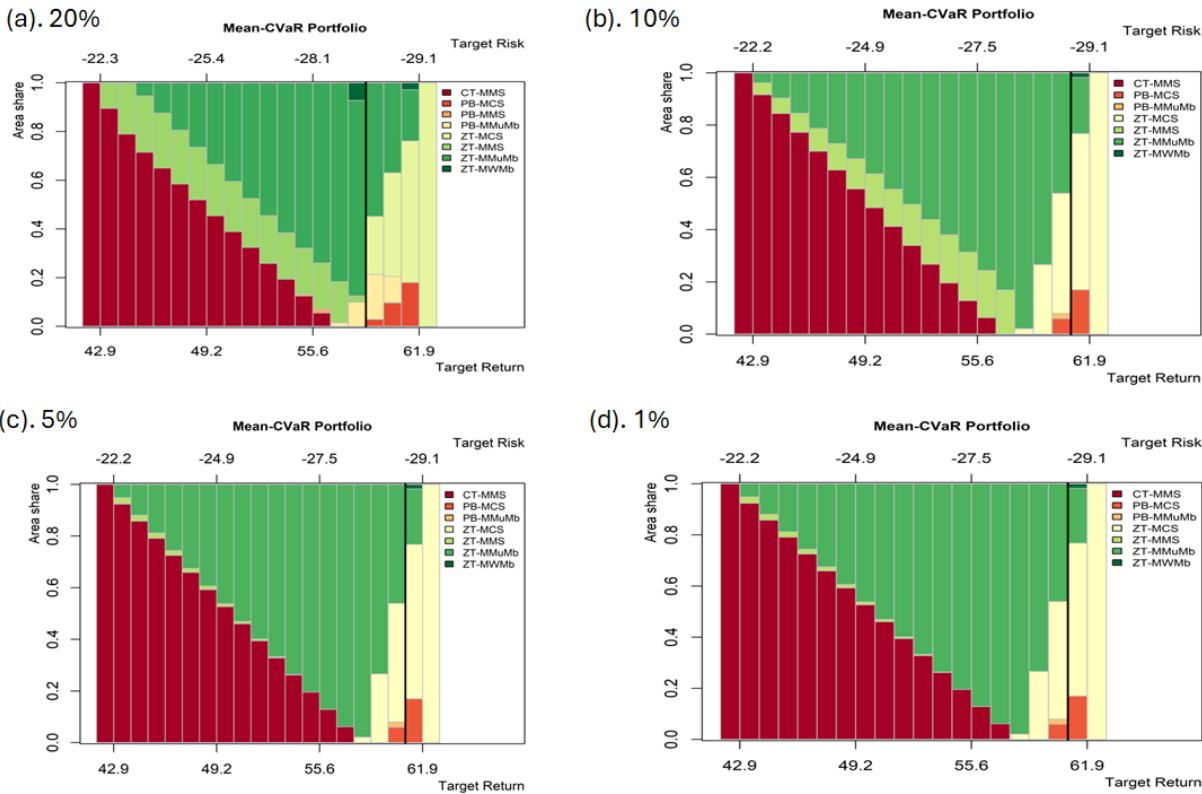 (a). 20%
Mean-CVaR Portfolio
Target Risk
-22.3 -25.4 -28.1 -29.1
Area share
0.0 0.2 0.4 0.6 0.8 1.0
CT-MMS
PB-MCS
PB-MMS
PB-MMuMb
ZT-MCS
ZT-MMS
ZT-MMuMb
ZT-MWMb
42.9 49.2 55.6 61.9
Target Return
(b). 10%
Mean-CVaR Portfolio
Target Risk
-22.2 -24.9 -27.5 -29.1
Area share
0.0 0.2 0.4 0.6 0.8 1.0
CT-MMS
PB-MCS
PB-MMuMb
ZT-MCS
ZT-MMS
ZT-MMuMb
ZT-MWMb
42.9 49.2 55.6 61.9
Target Return
(c). 5%
Mean-CVaR Portfolio
Target Risk
-22.2 -24.9 -27.5 -29.1
Area share
0.0 0.2 0.4 0.6 0.8 1.0
CT-MMS
PB-MCS
PB-MMuMb
ZT-MCS
ZT-MMS
ZT-MMuMb
ZT-MWMb
42.9 49.2 55.6 61.9
Target Return
(d). 1%
Mean-CVaR Portfolio
Target Risk
-22.2 -24.9 -27.5 -29.1
Area share
0.0 0.2 0.4 0.6 0.8 1.0
CT-MMS
PB-MCS
PB-MMuMb
ZT-MCS
ZT-MMS
ZT-MMuMb
ZT-MWMb
42.9 49.2 55.6 61.9
Target Return